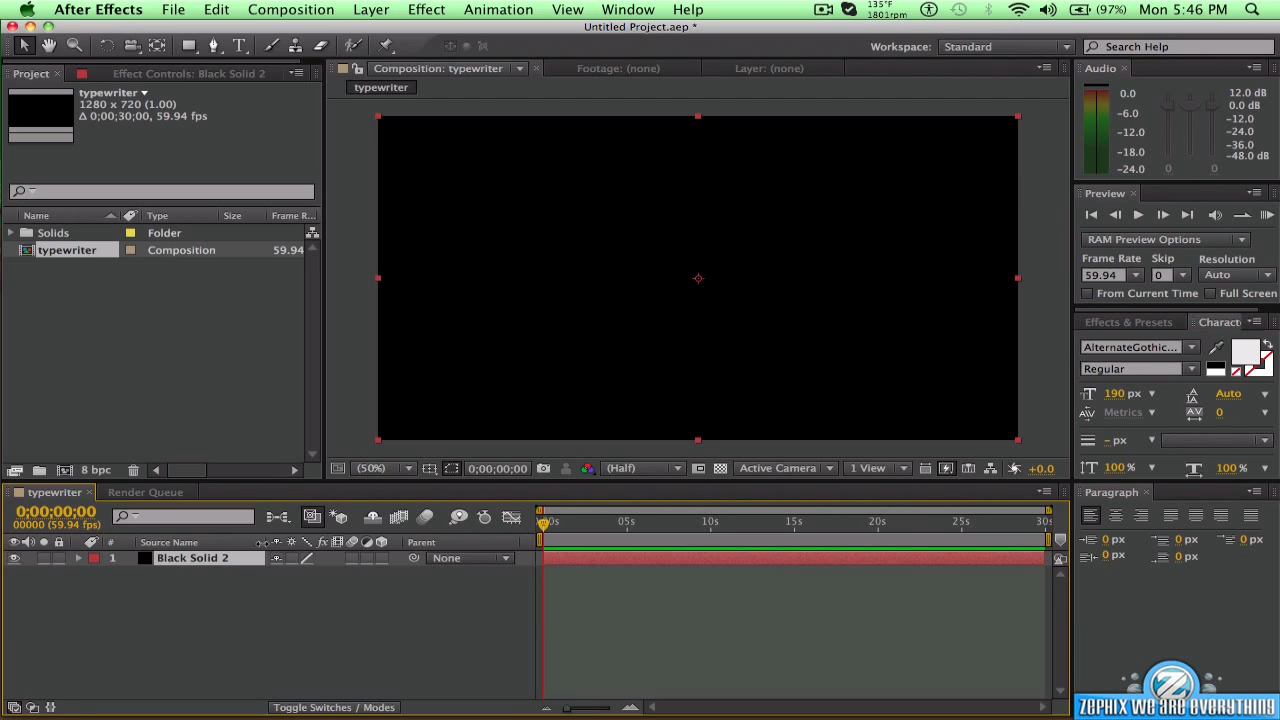 After Effects File Edit Composition Layer Effect Animation View Window Help 135°F 1801rpm (97%) Mon 5:46 PM
Untitled Project.aep *
Workspace: Standard Search Help
Project Effect Controls: Black Solid 2 Composition: typewriter Footage: (none) Layer: (none) Audio
typewriter
typewriter
1280 x 720 (1.00)
Δ 0;00;30;00, 59.94 fps
0.0 12.0 dB
-6.0 0.0 dB
-12.0 -12.0
-18.0 -24.0
-24.0 -36.0
-48.0 dB
0 0
Preview
Name Type Size Frame R...
Solids Folder
typewriter Composition 59.94
RAM Preview Options
Frame Rate Skip Resolution
59.94 0 Auto
From Current Time Full Screen
Effects & Presets Charact
AlternateGothic...
Regular
190 px Auto
Metrics 0
- px
100 % 100 %
8 bpc (50%) 0;00;00;00 (Half) Active Camera 1 View +0.0
typewriter Render Queue Paragraph
0;00;00;00
00000 (59.94 fps)
00s 05s 10s 15s 20s 25s 30s
# Source Name Parent
1 Black Solid 2 None
0 px 0 px 0 px
0 px 0 px
Toggle Switches / Modes
Z
ZEPHIX WE ARE EVERYTHING